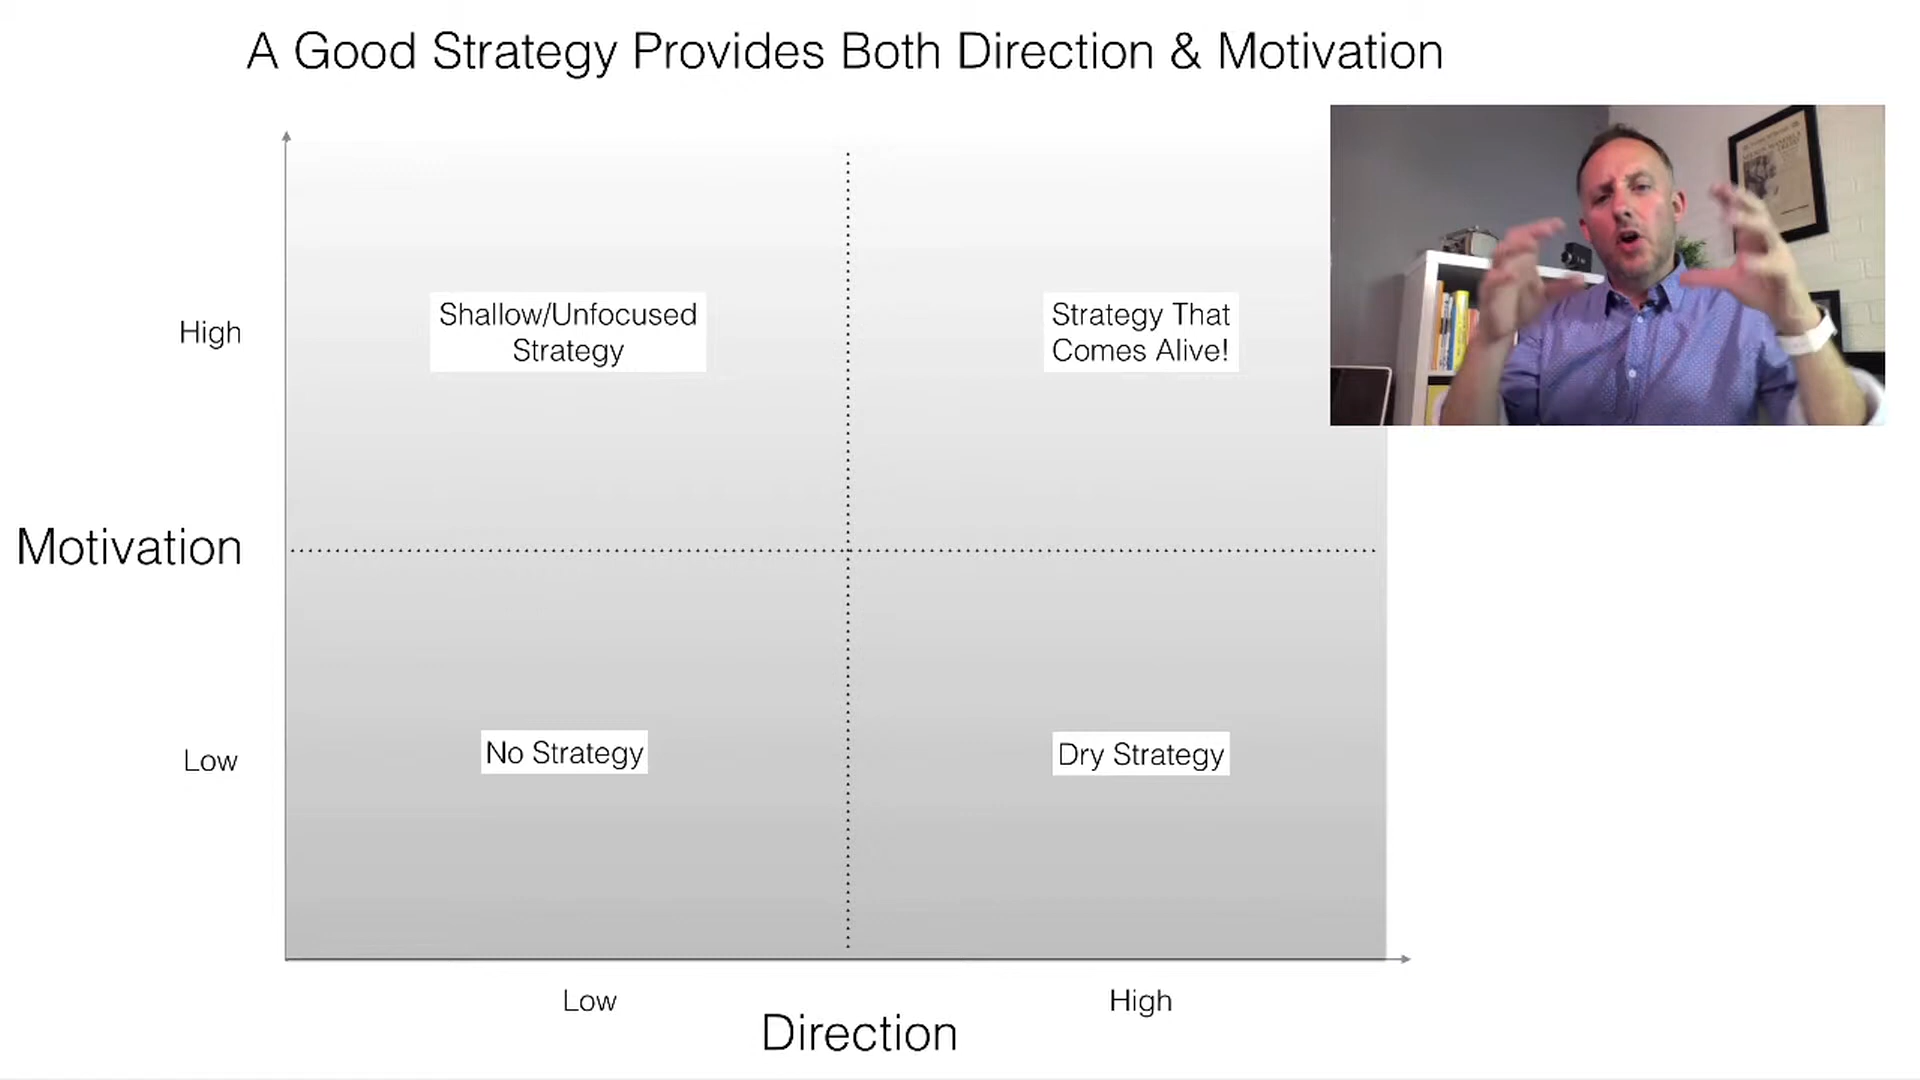 A Good Strategy Provides Both Direction & Motivation
High
Shallow/Unfocused
Strategy
Strategy That
Comes Alive!
Motivation
Low
No Strategy
Dry Strategy
Low
High
Direction